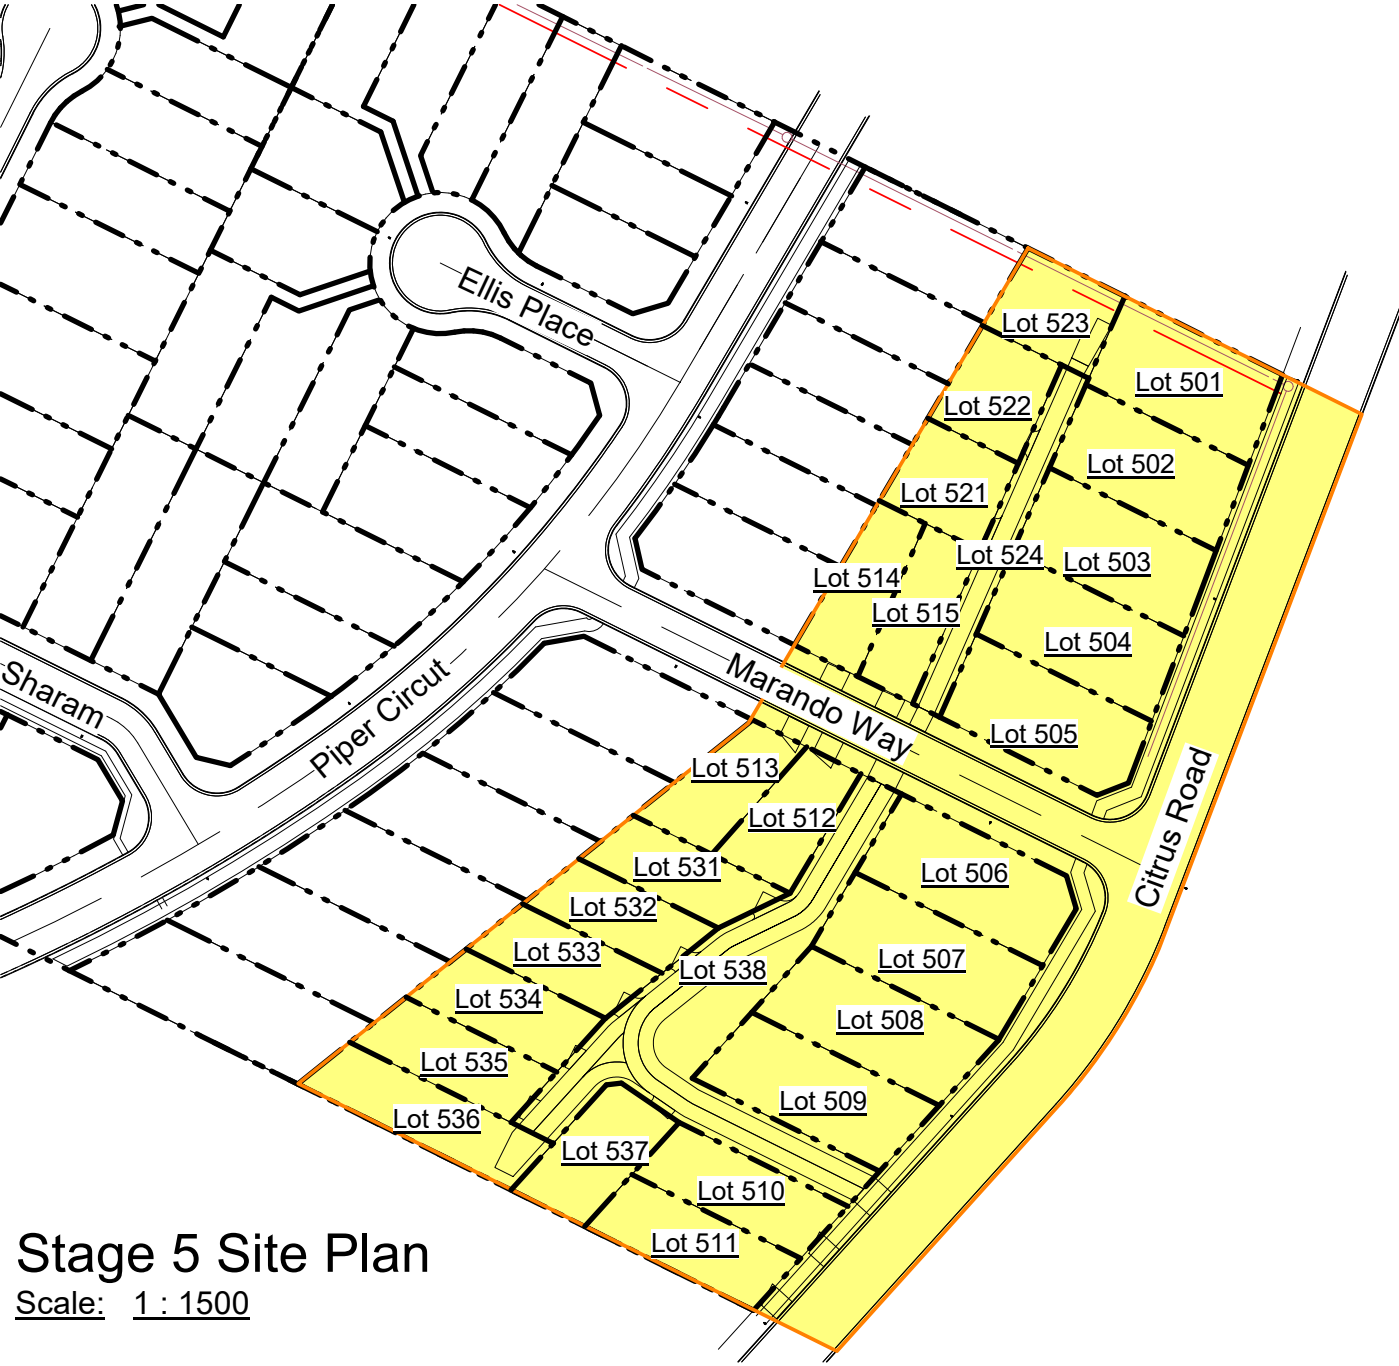 Ellis Place
Lot 523
Lot 501
Lot 522
Lot 502
Lot 521
Lot 524
Lot 503
Lot 514
Lot 515
Lot 504
Sharam
Piper Circut
Marando Way
Lot 505
Citrus Road
Lot 513
Lot 512
Lot 531
Lot 506
Lot 532
Lot 533
Lot 538
Lot 507
Lot 534
Lot 508
Lot 535
Lot 509
Lot 536
Lot 537
Lot 510
Lot 511
Stage 5 Site Plan
Scale: 1 : 1500